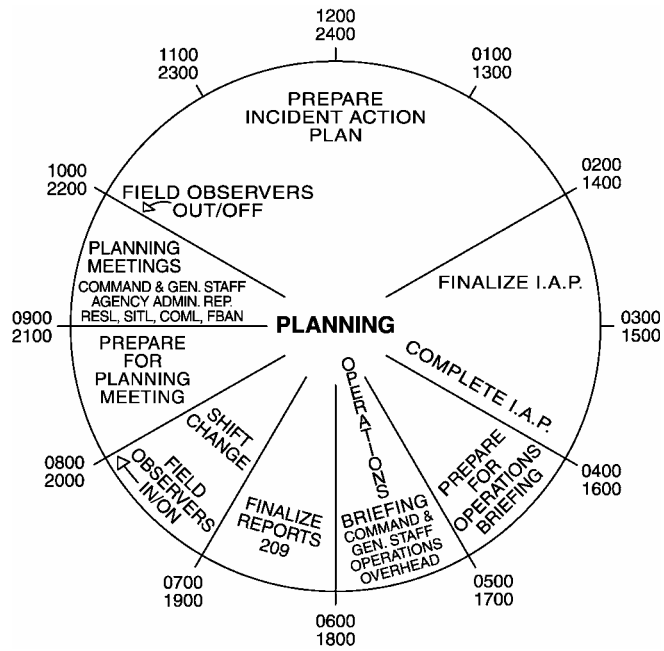 1200
2400
0100
1300
0200
1400
0300
1500
0400
1600
0500
1700
0600
1800
0700
1900
0800
2000
0900
2100
1000
2200
1100
2300
PREPARE
INCIDENT ACTION
PLAN
FINALIZE I.A.P.
COMPLETE I.A.P.
PREPARE
FOR
OPERATIONS
BRIEFING
OPERATIONS
BRIEFING
COMMAND &
GEN. STAFF
OPERATIONS
OVERHEAD
FINALIZE
REPORTS
209
SHIFT
CHANGE
FIELD
OBSERVERS
IN/ON
PREPARE
FOR
PLANNING
MEETING
PLANNING
MEETINGS
COMMAND & GEN. STAFF
AGENCY ADMIN. REP.
RESL, SITL, COML, FBAN
FIELD OBSERVERS
OUT/OFF
PLANNING